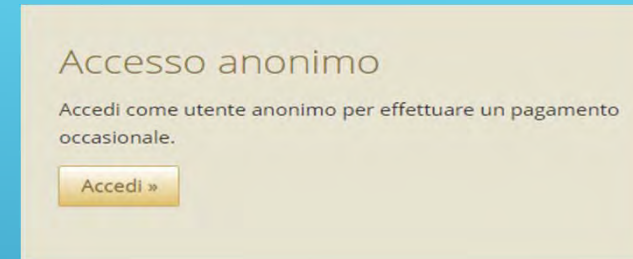 Accesso anonimo
Accedi come utente anonimo per effettuare un pagamento
occasionale.
Accedi »